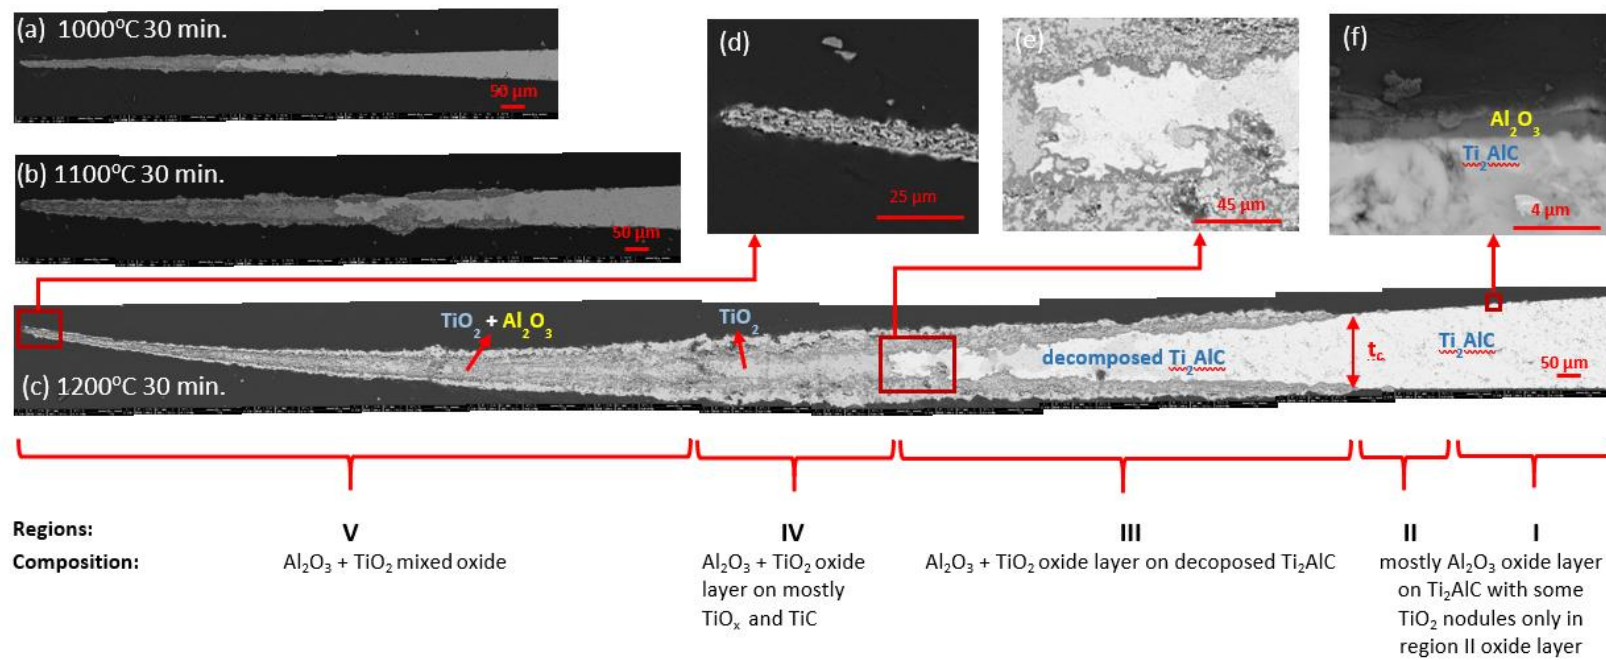 (a) 1000°C 30 min.
50 µm
(b) 1100°C 30 min.
50 µm
(d)
25 µm
(e)
45 µm
(f)
Al₂O₃
Ti₂AlC
4 µm
TiO₂ + Al₂O₃
TiO₂
decomposed Ti₂AlC
t꜀
Ti₂AlC
50 µm
(c) 1200°C 30 min.
Regions: V IV III II I
Composition: Al₂O₃ + TiO₂ mixed oxide
Al₂O₃ + TiO₂ oxide
layer on mostly
TiOₓ and TiC
Al₂O₃ + TiO₂ oxide layer on decoposed Ti₂AlC
mostly Al₂O₃ oxide layer
on Ti₂AlC with some
TiO₂ nodules only in
region II oxide layer